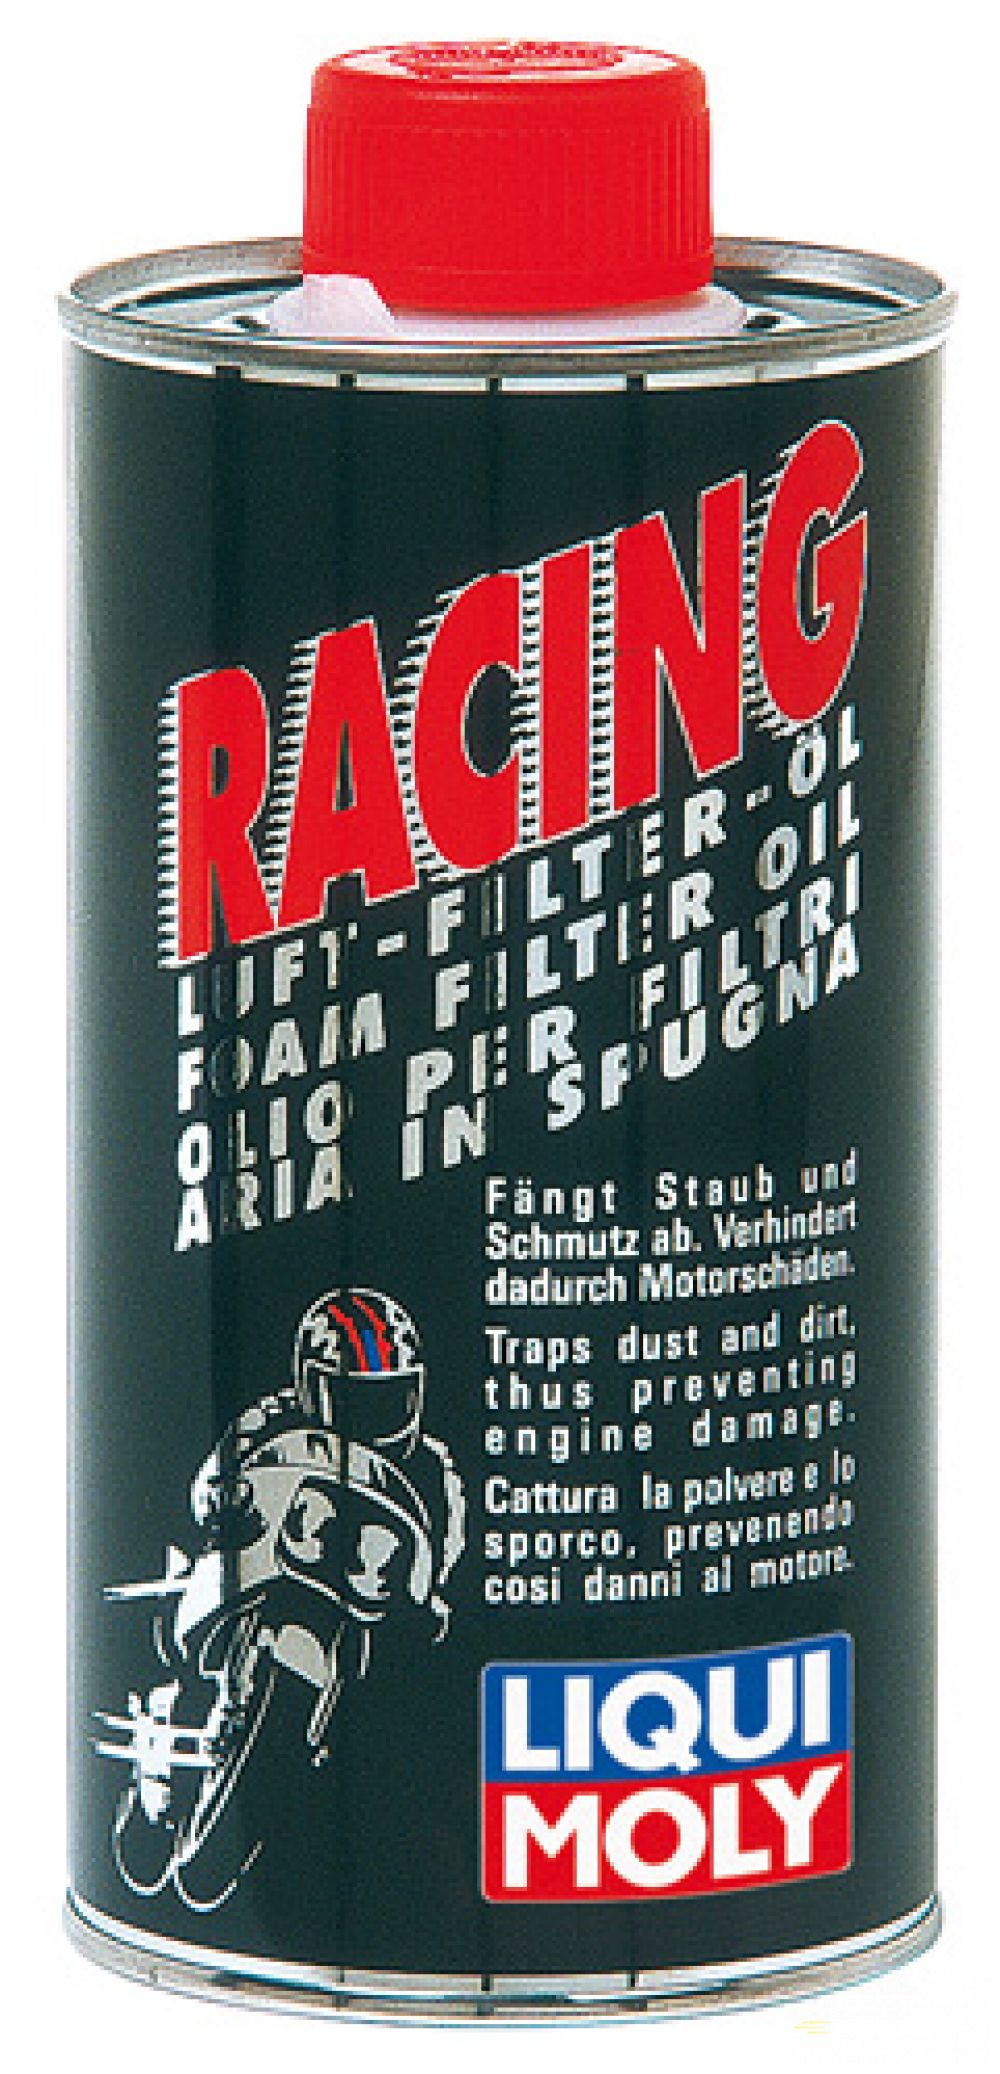 RACING
LUFT-FILTER-ÖL
FOAM FILTER OIL
OLIO PER FILTRI
ARIA IN SPUGNA
Fängt Staub und
Schmutz ab. Verhindert
dadurch Motorschäden.
Traps dust and dirt,
thus preventing
engine damage.
Cattura la polvere e lo
sporco, prevenendo
cosi danni al motore.
LIQUI
MOLY